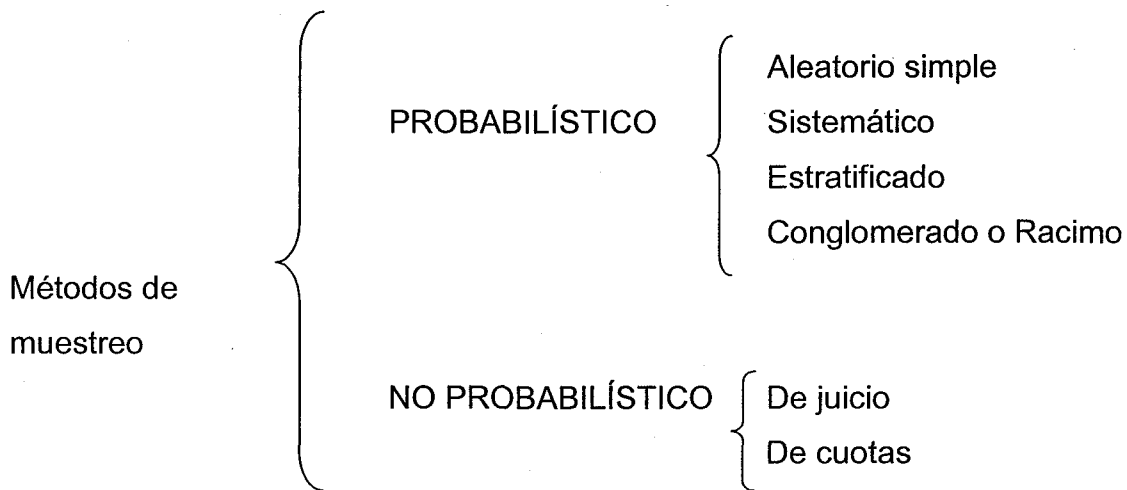 PROBABILÍSTICO
Aleatorio simple
Sistemático
Estratificado
Conglomerado o Racimo
Métodos de
muestreo
NO PROBABILÍSTICO
De juicio
De cuotas